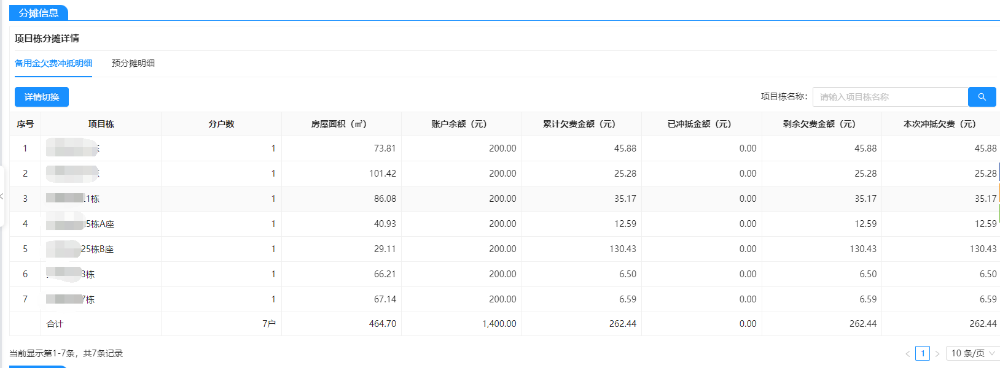 分摊信息
项目栋分摊详情
备用金欠费冲抵明细 预分摊明细
详情切换 项目栋名称： 请输入项目栋名称
序号 项目栋 分户数 房屋面积（㎡） 账户余额（元） 累计欠费金额（元） 已冲抵金额（元） 剩余欠费金额（元） 本次冲抵欠费（元）
1 1 73.81 200.00 45.88 0.00 45.88 45.88
2 1 101.42 200.00 25.28 0.00 25.28 25.28
3 1栋 1 86.08 200.00 35.17 0.00 35.17 35.17
4 5栋A座 1 40.93 200.00 12.59 0.00 12.59 12.59
5 25栋B座 1 29.11 200.00 130.43 0.00 130.43 130.43
6 3栋 1 66.21 200.00 6.50 0.00 6.50 6.50
7 7栋 1 67.14 200.00 6.59 0.00 6.59 6.59
合计 7户 464.70 1,400.00 262.44 0.00 262.44 262.44
当前显示第1-7条，共7条记录 < 1 > 10 条/页